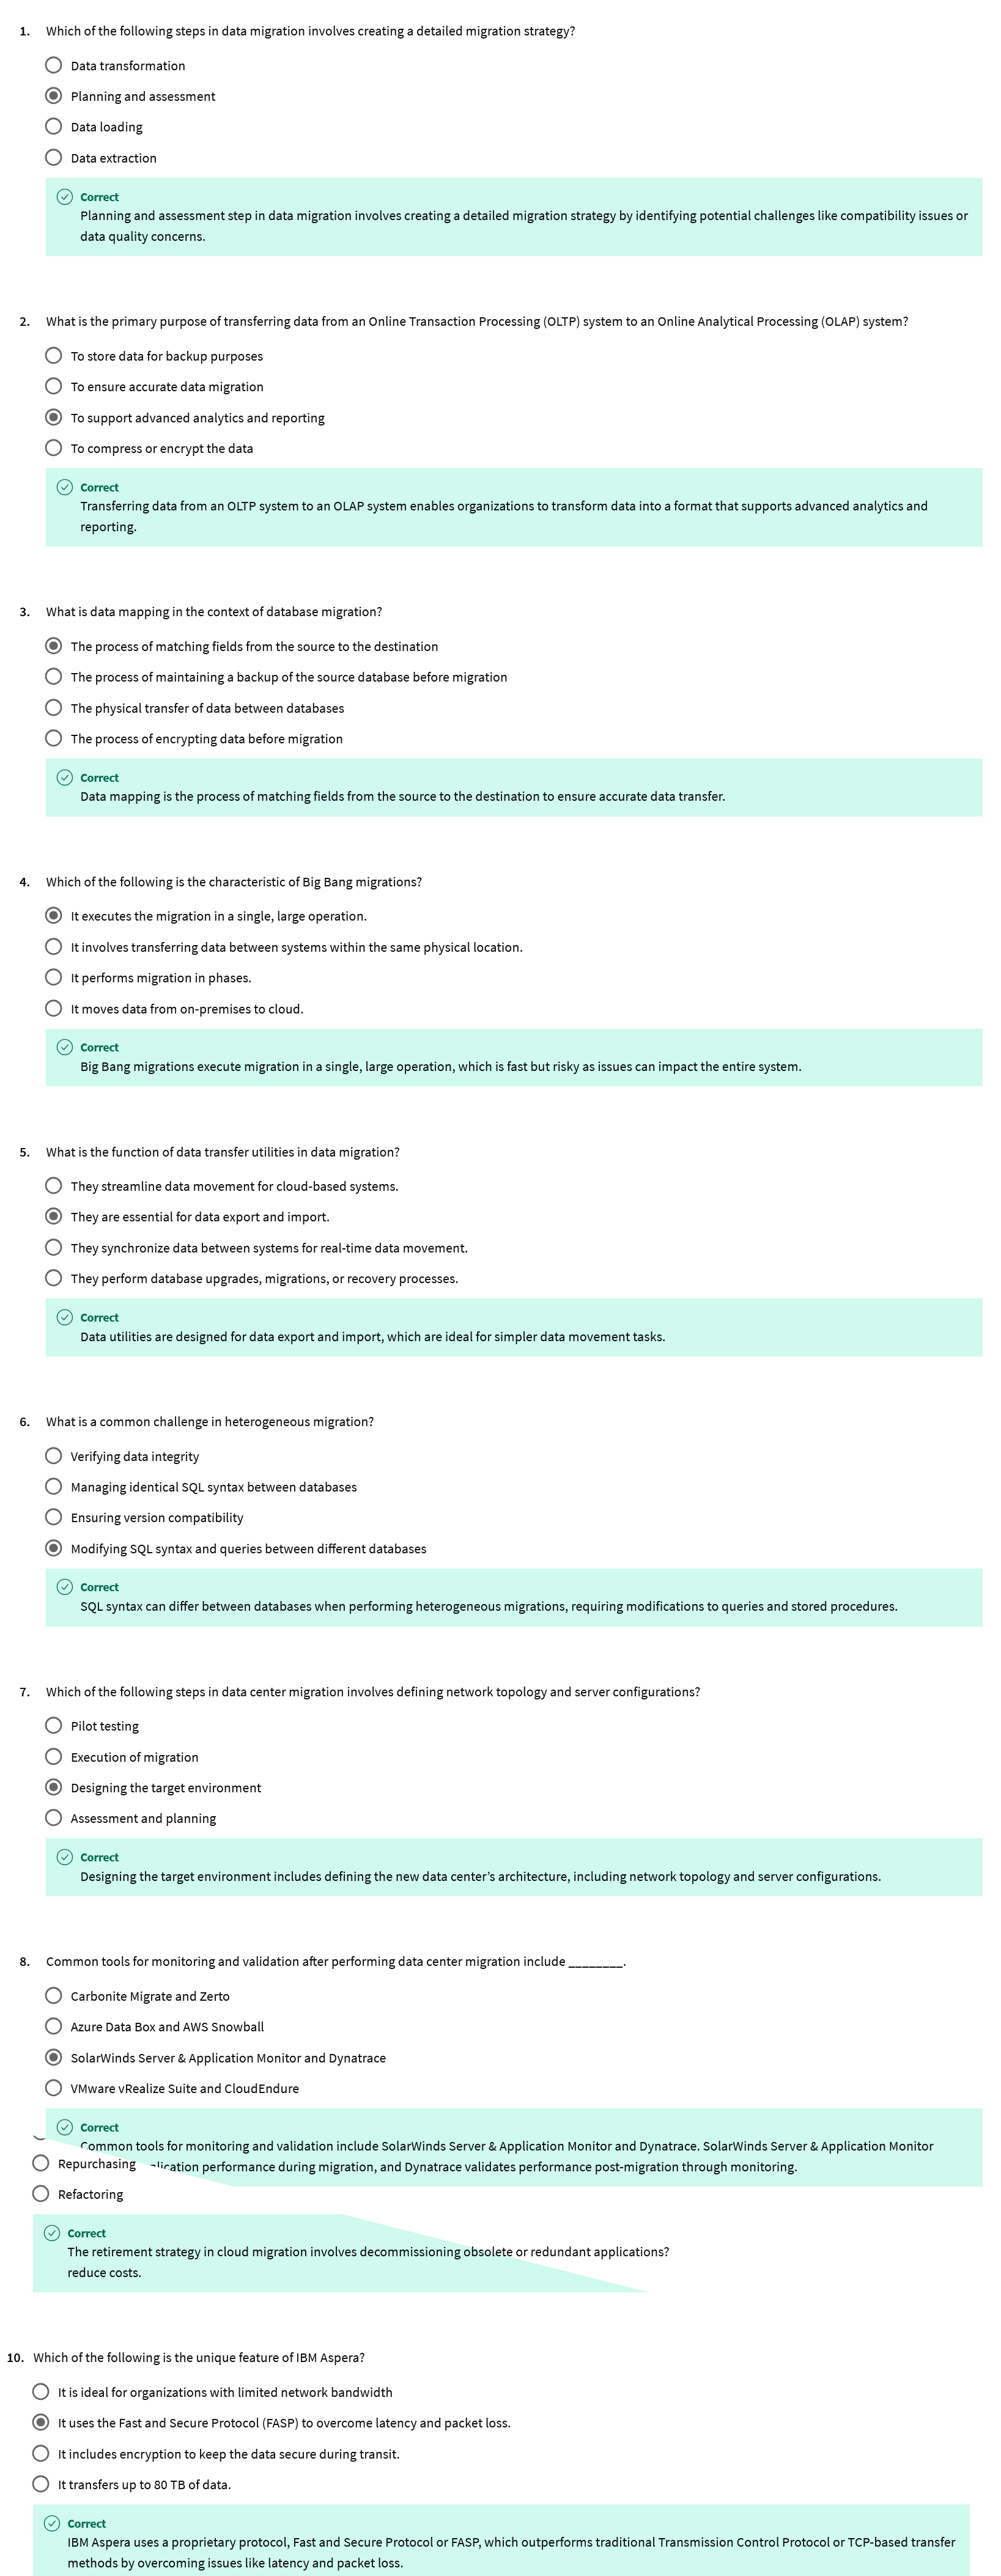 1. Which of the following steps in data migration involves creating a detailed migration strategy?
Data transformation
Planning and assessment
Data loading
Data extraction
Correct
Planning and assessment step in data migration involves creating a detailed migration strategy by identifying potential challenges like compatibility issues or
data quality concerns.
2. What is the primary purpose of transferring data from an Online Transaction Processing (OLTP) system to an Online Analytical Processing (OLAP) system?
To store data for backup purposes
To ensure accurate data migration
To support advanced analytics and reporting
To compress or encrypt the data
Correct
Transferring data from an OLTP system to an OLAP system enables organizations to transform data into a format that supports advanced analytics and
reporting.
3. What is data mapping in the context of database migration?
The process of matching fields from the source to the destination
The process of maintaining a backup of the source database before migration
The physical transfer of data between databases
The process of encrypting data before migration
Correct
Data mapping is the process of matching fields from the source to the destination to ensure accurate data transfer.
4. Which of the following is the characteristic of Big Bang migrations?
It executes the migration in a single, large operation.
It involves transferring data between systems within the same physical location.
It performs migration in phases.
It moves data from on-premises to cloud.
Correct
Big Bang migrations execute migration in a single, large operation, which is fast but risky as issues can impact the entire system.
5. What is the function of data transfer utilities in data migration?
They streamline data movement for cloud-based systems.
They are essential for data export and import.
They synchronize data between systems for real-time data movement.
They perform database upgrades, migrations, or recovery processes.
Correct
Data utilities are designed for data export and import, which are ideal for simpler data movement tasks.
6. What is a common challenge in heterogeneous migration?
Verifying data integrity
Managing identical SQL syntax between databases
Ensuring version compatibility
Modifying SQL syntax and queries between different databases
Correct
SQL syntax can differ between databases when performing heterogeneous migrations, requiring modifications to queries and stored procedures.
7. Which of the following steps in data center migration involves defining network topology and server configurations?
Pilot testing
Execution of migration
Designing the target environment
Assessment and planning
Correct
Designing the target environment includes defining the new data center’s architecture, including network topology and server configurations.
8. Common tools for monitoring and validation after performing data center migration include ________.
Carbonite Migrate and Zerto
Azure Data Box and AWS Snowball
SolarWinds Server & Application Monitor and Dynatrace
VMware vRealize Suite and CloudEndure
Correct
Common tools for monitoring and validation include SolarWinds Server & Application Monitor and Dynatrace. SolarWinds Server & Application Monitor
performance during migration, and Dynatrace validates performance post-migration through monitoring.
Repurchasing
Refactoring
Correct
The retirement strategy in cloud migration involves decommissioning obsolete or redundant applications?
reduce costs.
10. Which of the following is the unique feature of IBM Aspera?
It is ideal for organizations with limited network bandwidth
It uses the Fast and Secure Protocol (FASP) to overcome latency and packet loss.
It includes encryption to keep the data secure during transit.
It transfers up to 80 TB of data.
Correct
IBM Aspera uses a proprietary protocol, Fast and Secure Protocol or FASP, which outperforms traditional Transmission Control Protocol or TCP-based transfer
methods by overcoming issues like latency and packet loss.